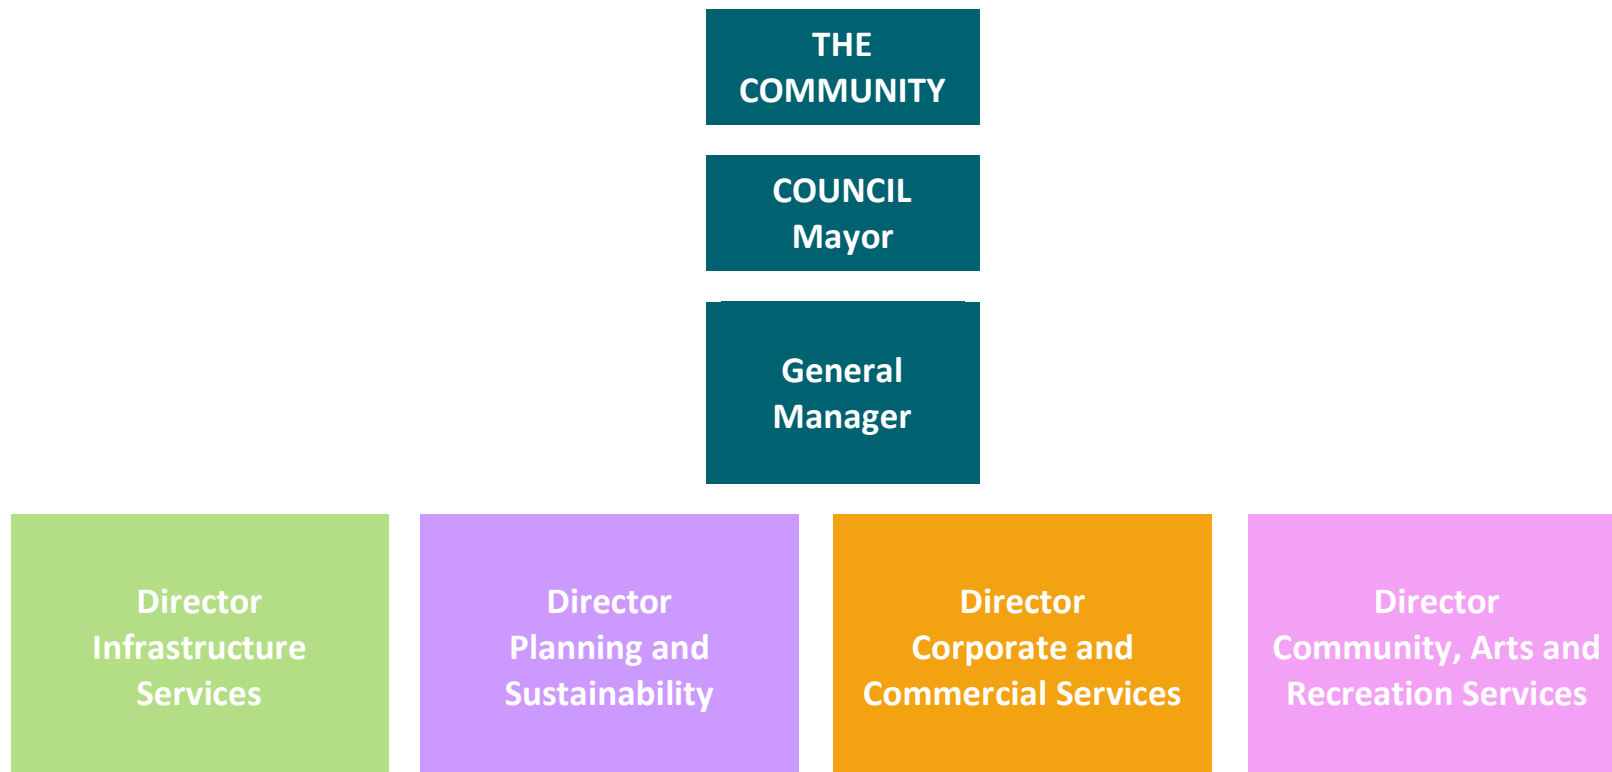 THE
COMMUNITY
COUNCIL
Mayor
General
Manager
Director
Infrastructure
Services
Director
Planning and
Sustainability
Director
Corporate and
Commercial Services
Director
Community, Arts and
Recreation Services